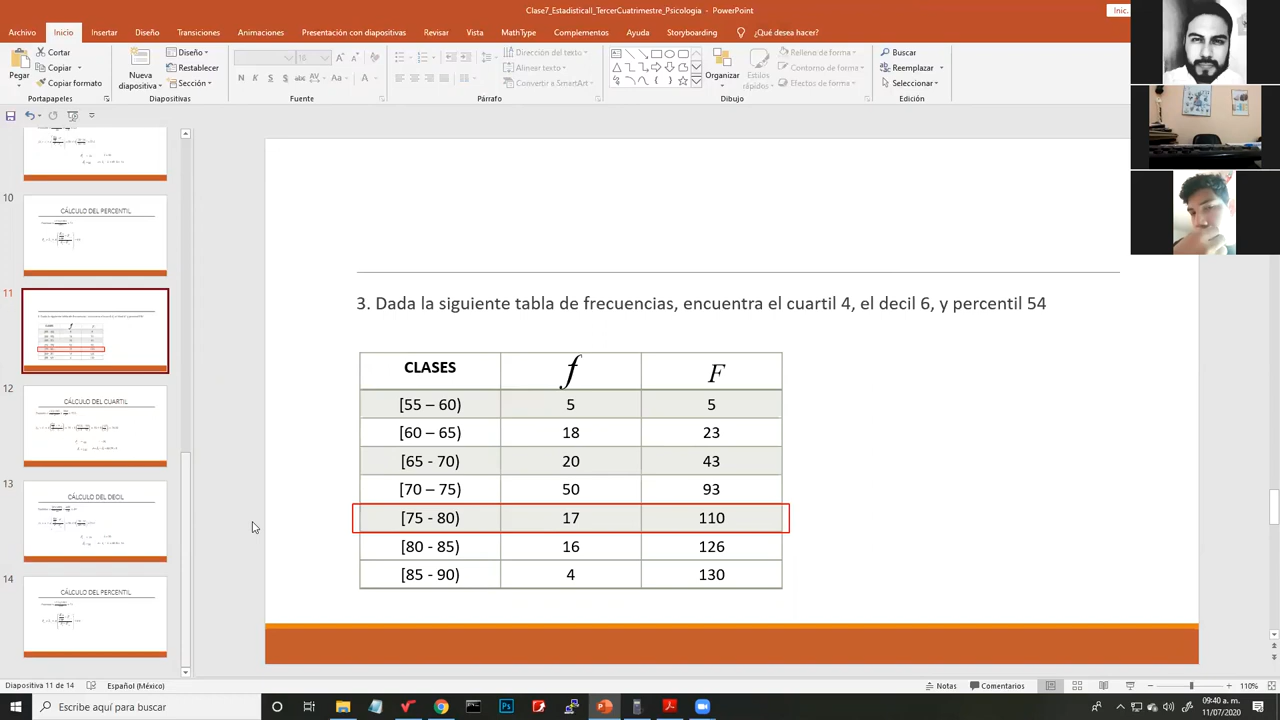 Clase7_EstadisticaII_TercerCuatrimestre_Psicologia - PowerPoint
Inic.
Archivo Inicio Insertar Diseño Transiciones Animaciones Presentación con diapositivas Revisar Vista MathType Complementos Ayuda Storyboarding ¿Qué desea hacer?
Pegar
Cortar
Copiar
Copiar formato
Portapapeles
Nueva diapositiva
Diseño
Restablecer
Sección
Diapositivas
18
N K S S abc AV Aa A
Fuente
Párrafo
Dirección del texto
Alinear texto
Convertir a SmartArt
Organizar
Estilos rápidos
Relleno de forma
Contorno de forma
Efectos de forma
Dibujo
Buscar
Reemplazar
Seleccionar
Edición
10
CÁLCULO DEL PERCENTIL
11
12
CÁLCULO DEL CUARTIL
13
CÁLCULO DEL DECIL
14
CÁLCULO DEL PERCENTIL
3. Dada la siguiente tabla de frecuencias, encuentra el cuartil 4, el decil 6, y percentil 54
CLASES f F
[55 – 60) 5 5
[60 – 65) 18 23
[65 - 70) 20 43
[70 – 75) 50 93
[75 - 80) 17 110
[80 - 85) 16 126
[85 - 90) 4 130
Diapositiva 11 de 14
Español (México)
Notas
Comentarios
110%
Escribe aquí para buscar
09:40 a. m.
11/07/2020